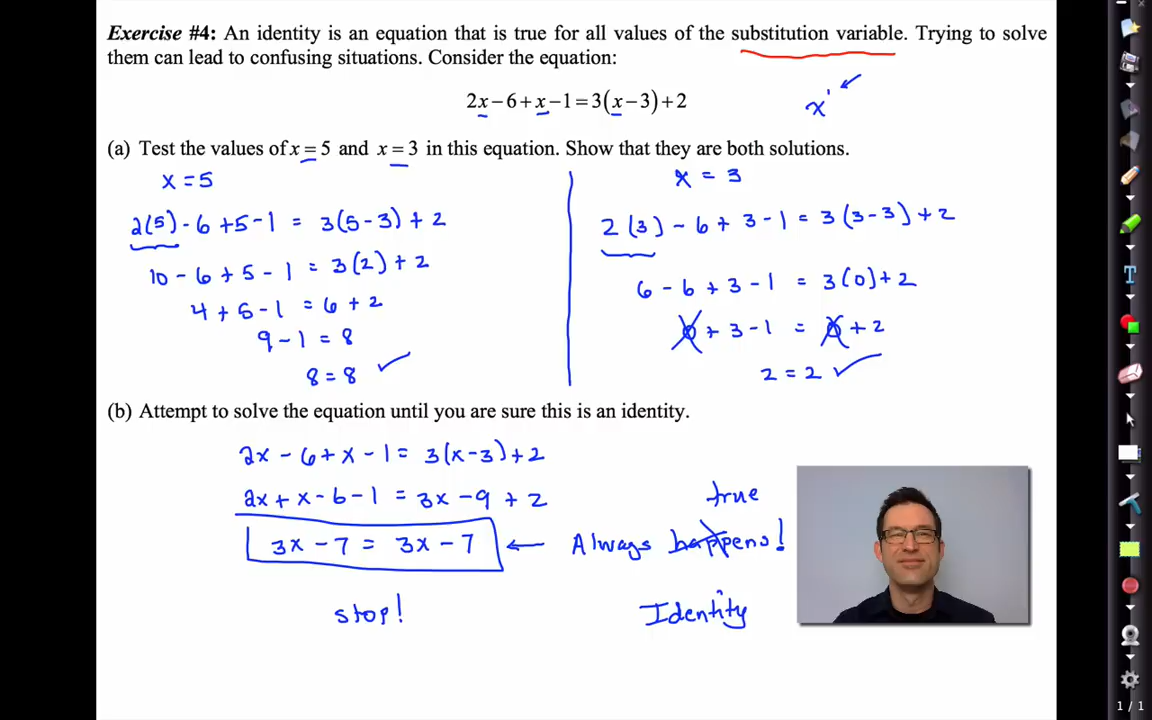 Exercise #4: An identity is an equation that is true for all values of the substitution variable. Trying to solve
them can lead to confusing situations. Consider the equation:
2x−6+x−1=3(x−3)+2
x
(a) Test the values of x = 5 and x = 3 in this equation. Show that they are both solutions.
x = 5
2(5) - 6 + 5 - 1 = 3(5 - 3) + 2
10 - 6 + 5 - 1 = 3(2) + 2
4 + 5 - 1 = 6 + 2
9 - 1 = 8
8 = 8 ✓
x = 3
2(3) - 6 + 3 - 1 = 3(3 - 3) + 2
6 - 6 + 3 - 1 = 3(0) + 2
0 + 3 - 1 = 0 + 2
2 = 2 ✓
(b) Attempt to solve the equation until you are sure this is an identity.
2x - 6 + x - 1 = 3(x - 3) + 2
2x + x - 6 - 1 = 3x - 9 + 2
3x - 7 = 3x - 7
true
← Always happens!
stop!
Identity
T
1 / 1